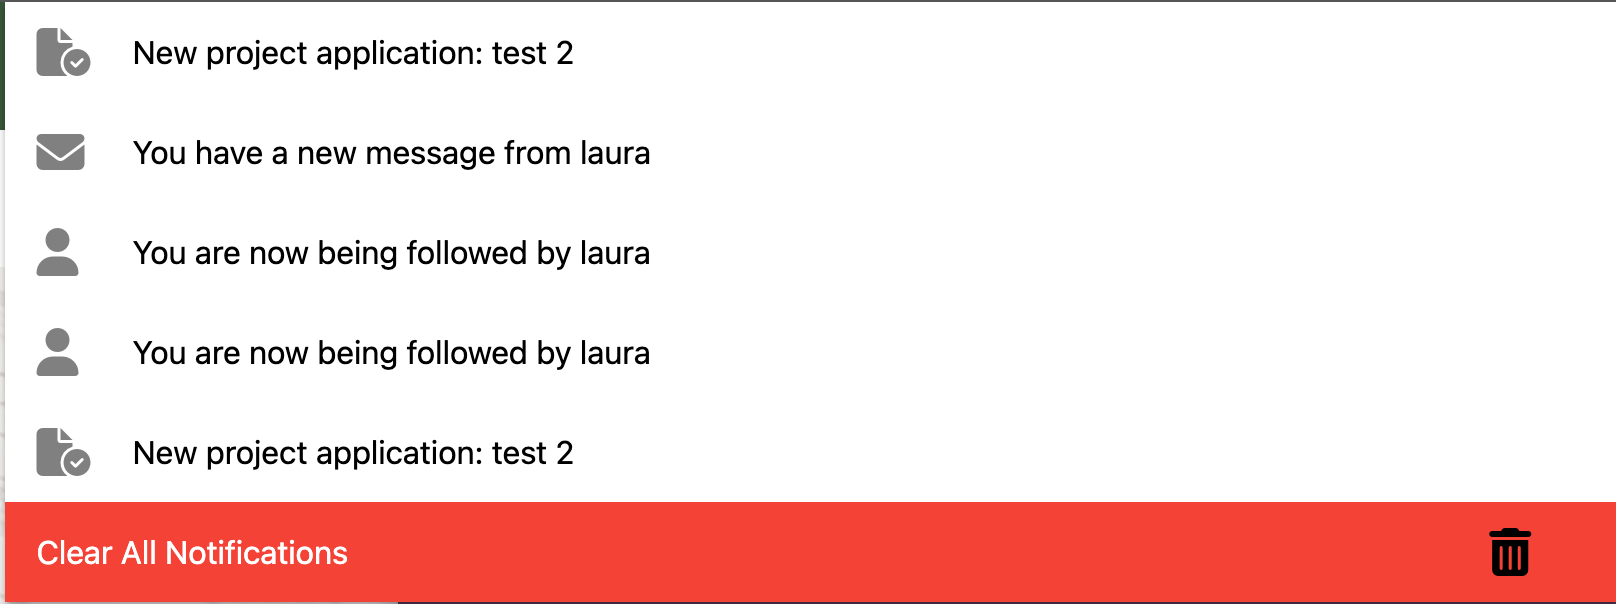 New project application: test 2
You have a new message from laura
You are now being followed by laura
You are now being followed by laura
New project application: test 2
Clear All Notifications